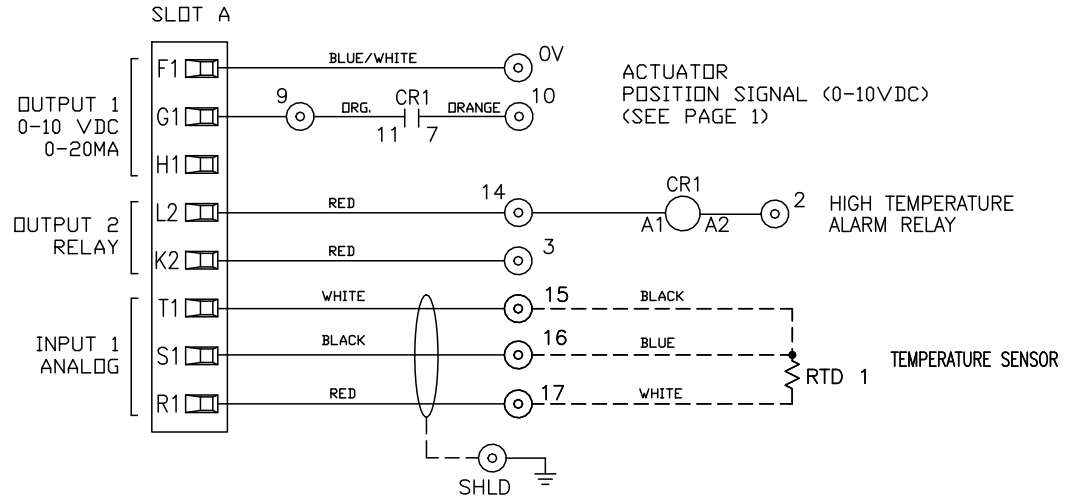 SLOT A
OUTPUT 1
0-10 VDC
0-20MA
F1
BLUE/WHITE
0V
G1
9
ORG.
CR1
11
7
ORANGE
10
ACTUATOR
POSITION SIGNAL (0-10VDC)
(SEE PAGE 1)
H1
OUTPUT 2
RELAY
L2
RED
14
CR1
A1
A2
2
HIGH TEMPERATURE
ALARM RELAY
K2
RED
3
INPUT 1
ANALOG
T1
WHITE
15
BLACK
S1
BLACK
16
BLUE
R1
RED
17
WHITE
RTD 1
TEMPERATURE SENSOR
SHLD